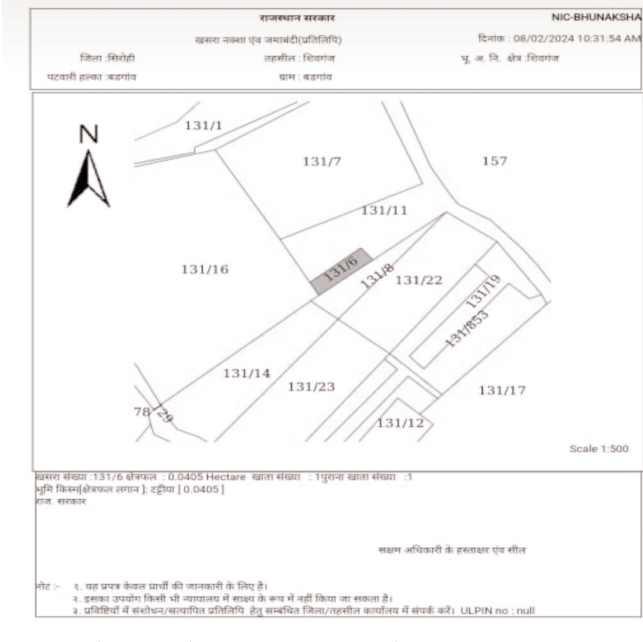 राजस्थान सरकार
NIC-BHUNAKSHA
खसरा नक्शा एंव जमाबंदी(प्रतिलिपि)
दिनांक : 08/02/2024 10:31:54 AM
जिला :सिरोही
तहसील : शिवगंज
भू. अ. नि. क्षेत्र :शिवगंज
पटवारी हल्का :बडगांव
ग्राम : बडगांव
N
131/1
131/7
157
131/11
131/16
131/6
131/8
131/22
131/19
131/853
131/14
131/23
131/17
78
129
131/12
Scale 1:500
खसरा संख्या :131/6 क्षेत्रफल : 0.0405 Hectare खाता संख्या : 1पुराना खाता संख्या :1
भूमि किस्म[क्षेत्रफल लगान ]: टट्टीया [ 0.0405 ]
राज. सरकार
सक्षम अधिकारी के हस्ताक्षर एंव सील
नोट :- १. यह प्रपत्र केवल प्रार्थी की जानकारी के लिए है।
२. इसका उपयोग किसी भी न्यायालय में साक्ष्य के रूप में नहीं किया जा सकता है।
३. प्रविष्टियों में संशोधन/सत्यापित प्रतिलिपि हेतु सम्बंधित जिला/तहसील कार्यालय में संपर्क करें। ULPIN no : null